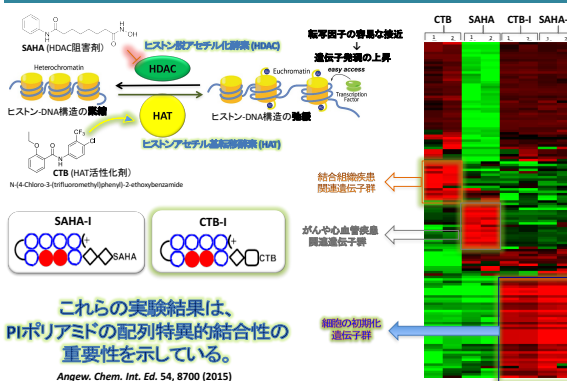 SAHA (HDAC阻害剤)
ヒストン脱アセチル化酵素(HDAC)
HDAC
Heterochromatin
ヒストン-DNA構造の緊縮
HAT
ヒストンアセチル基転移酵素(HAT)
Euchromatin
easy access
Transcription
Factor
ヒストン-DNA構造の弛緩
転写因子の容易な接近
↓
遺伝子発現の上昇
CTB (HAT活性化剤)
N-(4-Chloro-3-(trifluoromethyl)phenyl)-2-ethoxybenzamide
SAHA-I
SAHA
CTB-I
CTB
これらの実験結果は、
PIポリアミドの配列特異的結合性の
重要性を示している。
Angew. Chem. Int. Ed. 54, 8700 (2015)
CTB SAHA CTB-I SAHA-
1 2 1 2 1 2 1 2
結合組織疾患
関連遺伝子群
がんや心血管疾患
関連遺伝子群
細胞の初期化
遺伝子群